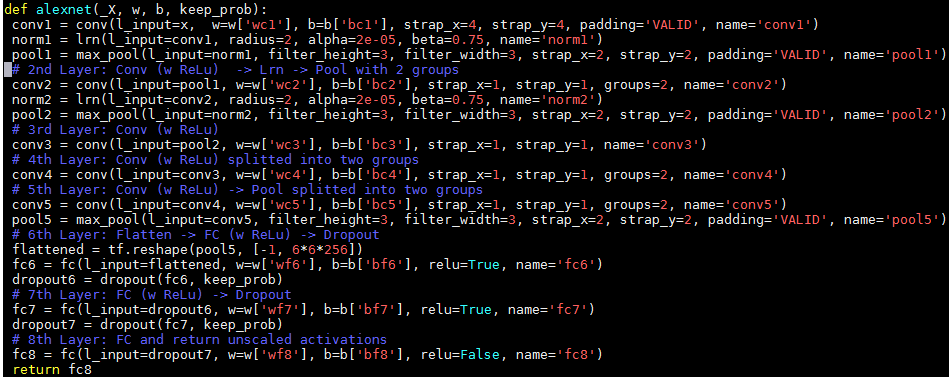 def alexnet(_X, w, b, keep_prob):
 conv1 = conv(l_input=x,  w=w['wc1'], b=b['bc1'], strap_x=4, strap_y=4, padding='VALID', name='conv1')
 norm1 = lrn(l_input=conv1, radius=2, alpha=2e-05, beta=0.75, name='norm1')
 pool1 = max_pool(l_input=norm1, filter_height=3, filter_width=3, strap_x=2, strap_y=2, padding='VALID', name='pool1')
 # 2nd Layer: Conv (w ReLu)  -> Lrn -> Pool with 2 groups
 conv2 = conv(l_input=pool1, w=w['wc2'], b=b['bc2'], strap_x=1, strap_y=1, groups=2, name='conv2')
 norm2 = lrn(l_input=conv2, radius=2, alpha=2e-05, beta=0.75, name='norm2')
 pool2 = max_pool(l_input=norm2, filter_height=3, filter_width=3, strap_x=2, strap_y=2, padding='VALID', name='pool2')
 # 3rd Layer: Conv (w ReLu)
 conv3 = conv(l_input=pool2, w=w['wc3'], b=b['bc3'], strap_x=1, strap_y=1, name='conv3')
 # 4th Layer: Conv (w ReLu) splitted into two groups
 conv4 = conv(l_input=conv3, w=w['wc4'], b=b['bc4'], strap_x=1, strap_y=1, groups=2, name='conv4')
 # 5th Layer: Conv (w ReLu) -> Pool splitted into two groups
 conv5 = conv(l_input=conv4, w=w['wc5'], b=b['bc5'], strap_x=1, strap_y=1, groups=2, name='conv5')
 pool5 = max_pool(l_input=conv5, filter_height=3, filter_width=3, strap_x=2, strap_y=2, padding='VALID', name='pool5')
 # 6th Layer: Flatten -> FC (w ReLu) -> Dropout
 flattened = tf.reshape(pool5, [-1, 6*6*256])
 fc6 = fc(l_input=flattened, w=w['wf6'], b=b['bf6'], relu=True, name='fc6')
 dropout6 = dropout(fc6, keep_prob)
 # 7th Layer: FC (w ReLu) -> Dropout
 fc7 = fc(l_input=dropout6, w=w['wf7'], b=b['bf7'], relu=True, name='fc7')
 dropout7 = dropout(fc7, keep_prob)
 # 8th Layer: FC and return unscaled activations
 fc8 = fc(l_input=dropout7, w=w['wf8'], b=b['bf8'], relu=False, name='fc8')
 return fc8